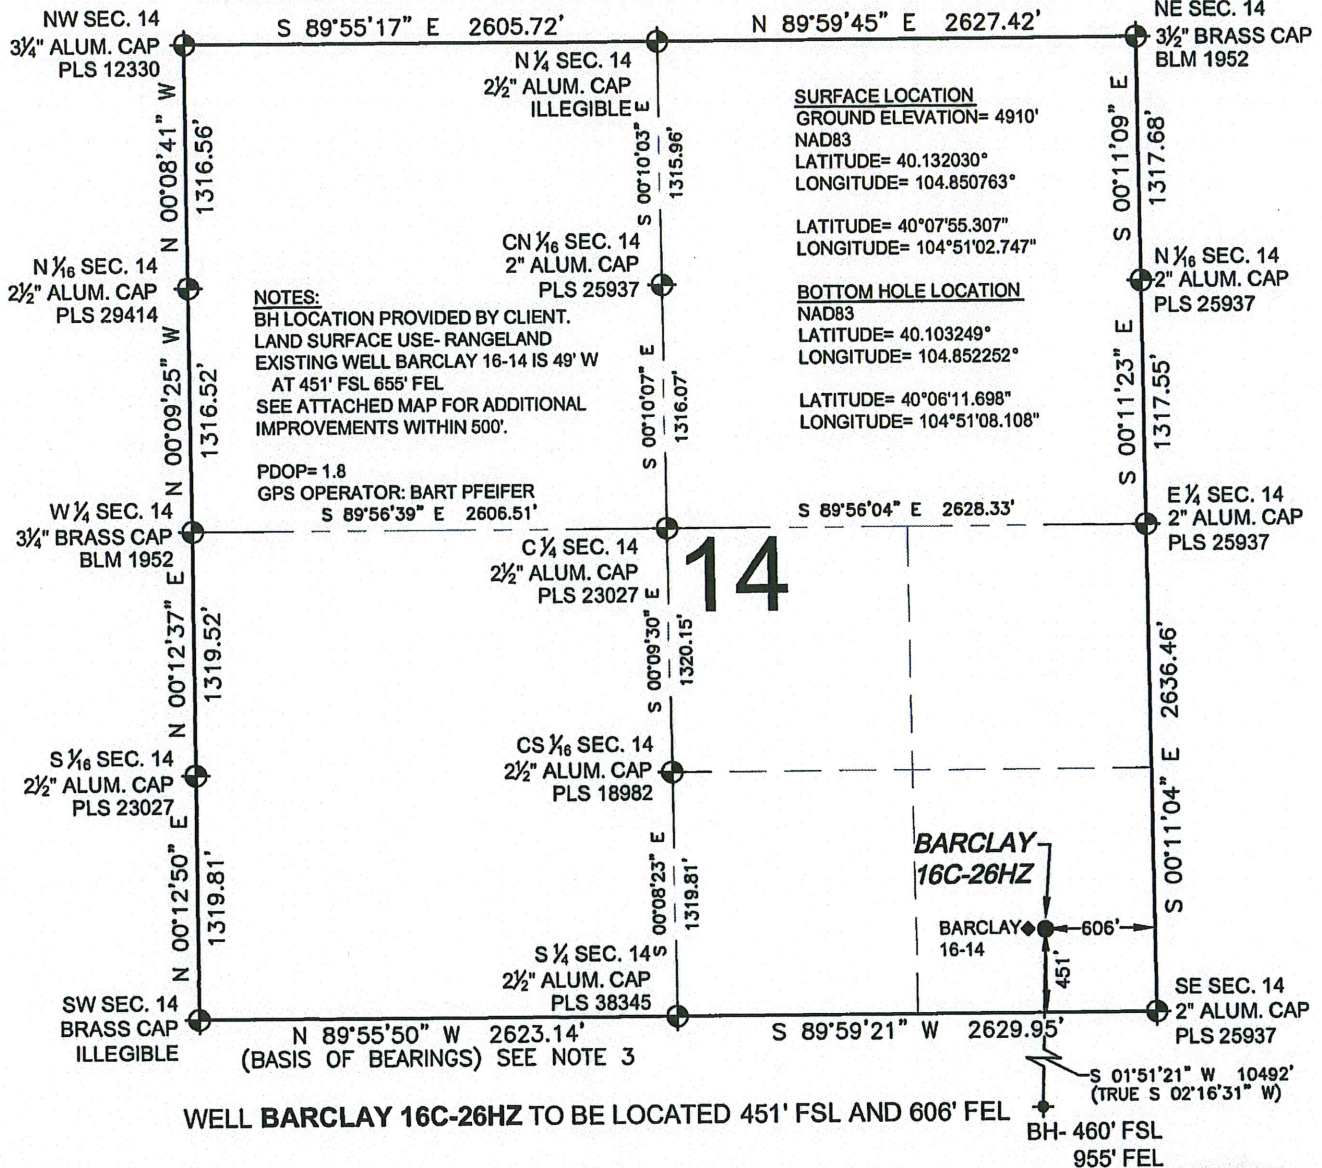 NW SEC. 14
3¼" ALUM. CAP
PLS 12330
S 89°55'17" E 2605.72'
N ¼ SEC. 14
2½" ALUM. CAP
ILLEGIBLE
N 89°59'45" E 2627.42'
NE SEC. 14
3½" BRASS CAP
BLM 1952
N 00°08'41" W
1316.56'
S 00°10'03" E
1315.96'
SURFACE LOCATION
GROUND ELEVATION= 4910'
NAD83
LATITUDE= 40.132030°
LONGITUDE= 104.850763°
LATITUDE= 40°07'55.307"
LONGITUDE= 104°51'02.747"
S 00°11'09" E
1317.68'
N 1⁄16 SEC. 14
2½" ALUM. CAP
PLS 29414
CN 1⁄16 SEC. 14
2" ALUM. CAP
PLS 25937
N 1⁄16 SEC. 14
2" ALUM. CAP
PLS 25937
NOTES:
BH LOCATION PROVIDED BY CLIENT.
LAND SURFACE USE- RANGELAND
EXISTING WELL BARCLAY 16-14 IS 49' W
AT 451' FSL 655' FEL
SEE ATTACHED MAP FOR ADDITIONAL
IMPROVEMENTS WITHIN 500'.
PDOP= 1.8
GPS OPERATOR: BART PFEIFER
BOTTOM HOLE LOCATION
NAD83
LATITUDE= 40.103249°
LONGITUDE= 104.852252°
LATITUDE= 40°06'11.698"
LONGITUDE= 104°51'08.108"
N 00°09'25" W
1316.52'
S 00°10'07" E
1316.07'
S 00°11'23" E
1317.55'
W ¼ SEC. 14
3¼" BRASS CAP
BLM 1952
S 89°56'39" E 2606.51'
S 89°56'04" E 2628.33'
E ¼ SEC. 14
2" ALUM. CAP
PLS 25937
C ¼ SEC. 14
2½" ALUM. CAP
PLS 23027
14
N 00°12'37" E
1319.52'
S 00°09'30" E
1320.15'
S 00°11'04" E 2636.46'
S 1⁄16 SEC. 14
2½" ALUM. CAP
PLS 23027
CS 1⁄16 SEC. 14
2½" ALUM. CAP
PLS 18982
N 00°12'50" E
1319.81'
S 00°08'23" E
1319.81'
BARCLAY
16C-26HZ
BARCLAY
16-14
606'
451'
SW SEC. 14
BRASS CAP
ILLEGIBLE
S ¼ SEC. 14
2½" ALUM. CAP
PLS 38345
SE SEC. 14
2" ALUM. CAP
PLS 25937
N 89°55'50" W 2623.14'
(BASIS OF BEARINGS) SEE NOTE 3
S 89°59'21" W 2629.95'
S 01°51'21" W 10492'
(TRUE S 02°16'31" W)
WELL BARCLAY 16C-26HZ TO BE LOCATED 451' FSL AND 606' FEL
BH- 460' FSL
955' FEL